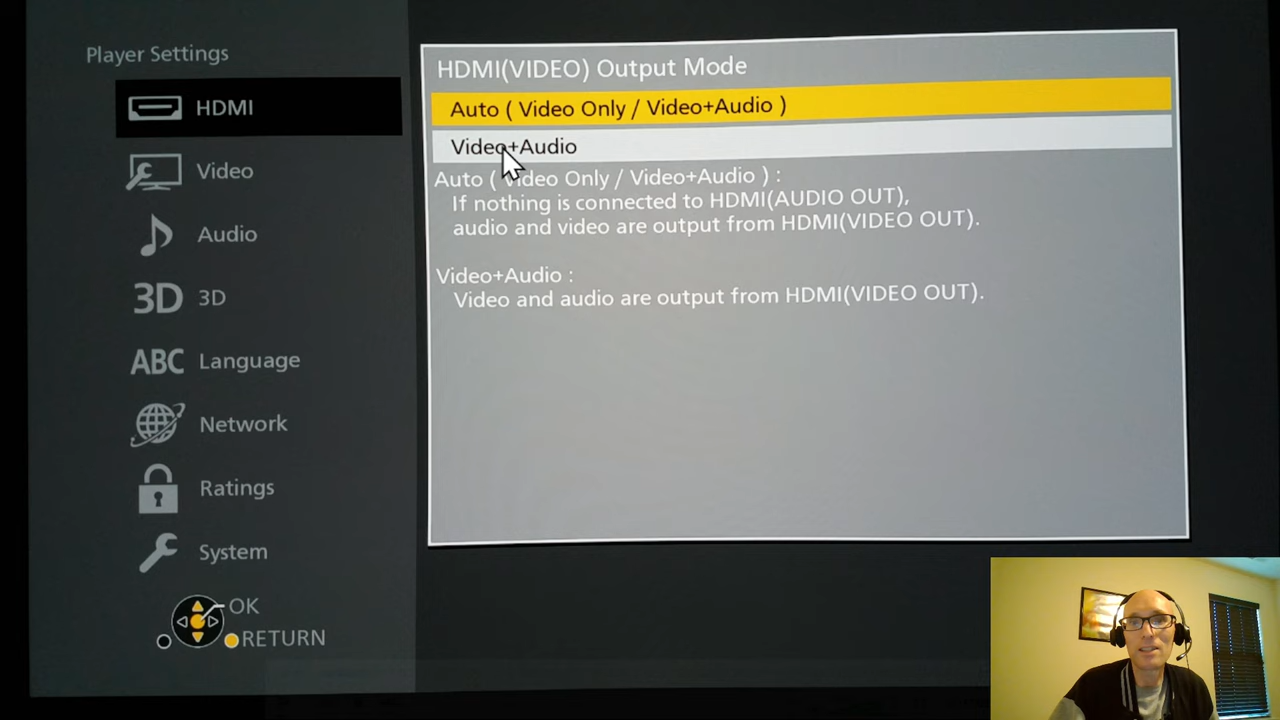 Player Settings
HDMI
Video
Audio
3D 3D
ABC Language
Network
Ratings
System
OK
RETURN
HDMI(VIDEO) Output Mode
Auto ( Video Only / Video+Audio )
Video+Audio
Auto ( Video Only / Video+Audio ) :
If nothing is connected to HDMI(AUDIO OUT),
audio and video are output from HDMI(VIDEO OUT).
Video+Audio :
Video and audio are output from HDMI(VIDEO OUT).